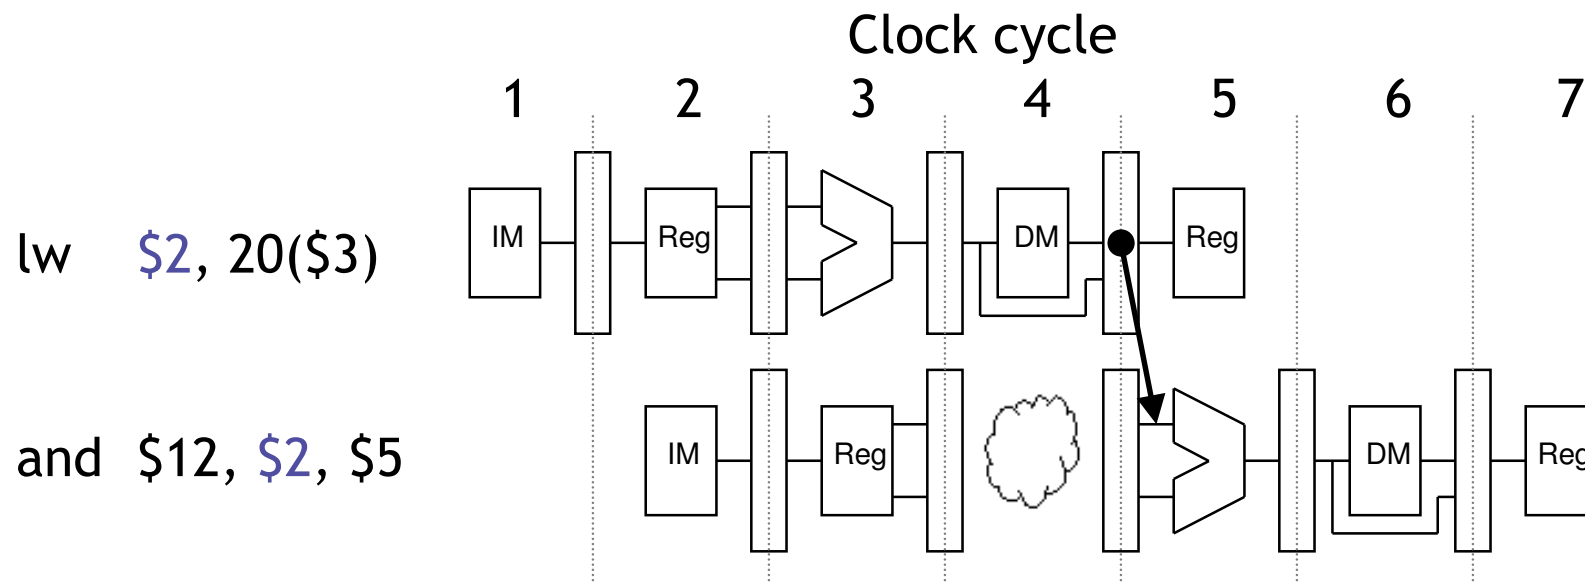 Clock cycle
1 2 3 4 5 6 7
lw $2, 20($3) IM Reg DM Reg
and $12, $2, $5 IM Reg DM Reg